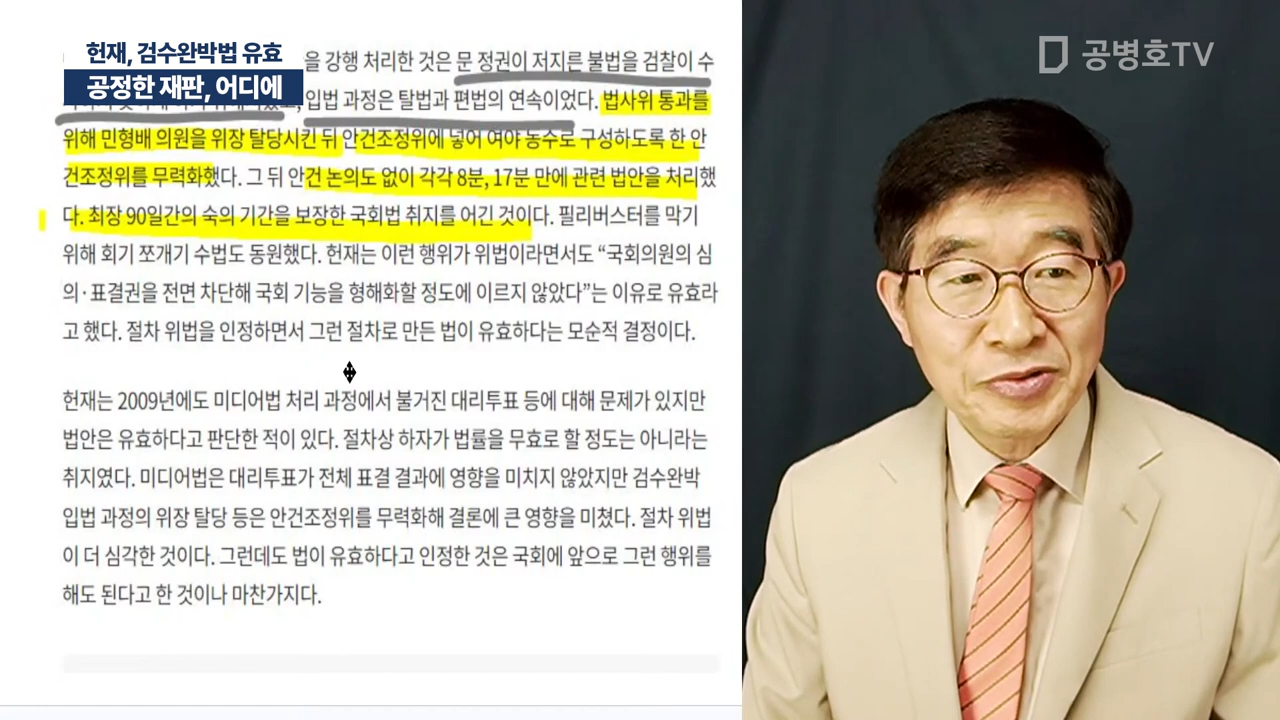 헌재, 검수완박법 유효
공정한 재판, 어디에
공병호TV
을 강행 처리한 것은 문 정권이 저지른 불법을 검찰이 수
입법 과정은 탈법과 편법의 연속이었다. 법사위 통과를
위해 민형배 의원을 위장 탈당시킨 뒤 안건조정위에 넣어 여야 동수로 구성하도록 한 안
건조정위를 무력화했다. 그 뒤 안건 논의도 없이 각각 8분, 17분 만에 관련 법안을 처리했
다. 최장 90일간의 숙의 기간을 보장한 국회법 취지를 어긴 것이다. 필리버스터를 막기
위해 회기 쪼개기 수법도 동원했다. 헌재는 이런 행위가 위법이라면서도 “국회의원의 심
의·표결권을 전면 차단해 국회 기능을 형해화할 정도에 이르지 않았다”는 이유로 유효라
고 했다. 절차 위법을 인정하면서 그런 절차로 만든 법이 유효하다는 모순적 결정이다.
헌재는 2009년에도 미디어법 처리 과정에서 불거진 대리투표 등에 대해 문제가 있지만
법안은 유효하다고 판단한 적이 있다. 절차상 하자가 법률을 무효로 할 정도는 아니라는
취지였다. 미디어법은 대리투표가 전체 표결 결과에 영향을 미치지 않았지만 검수완박
입법 과정의 위장 탈당 등은 안건조정위를 무력화해 결론에 큰 영향을 미쳤다. 절차 위법
이 더 심각한 것이다. 그런데도 법이 유효하다고 인정한 것은 국회에 앞으로 그런 행위를
해도 된다고 한 것이나 마찬가지다.